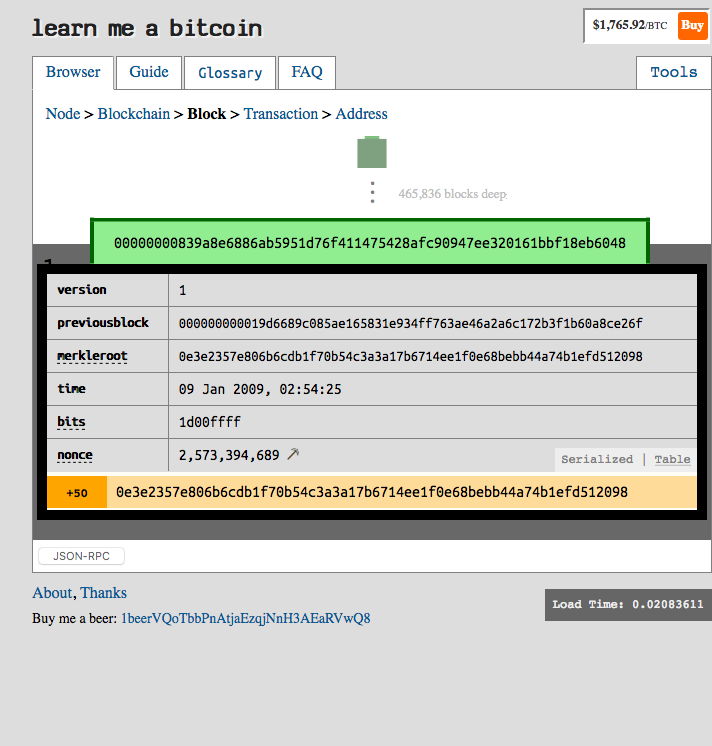 learn me a bitcoin
$1,765.92/BTC Buy
Browser Guide Glossary FAQ Tools
Node > Blockchain > Block > Transaction > Address
465,836 blocks deep
00000000839a8e6886ab5951d76f411475428afc90947ee320161bbf18eb6048
1
version 1
previousblock 000000000019d6689c085ae165831e934ff763ae46a2a6c172b3f1b60a8ce26f
merkleroot 0e3e2357e806b6cdb1f70b54c3a3a17b6714ee1f0e68bebb44a74b1efd512098
time 09 Jan 2009, 02:54:25
bits 1d00ffff
nonce 2,573,394,689
Serialized | Table
+50 0e3e2357e806b6cdb1f70b54c3a3a17b6714ee1f0e68bebb44a74b1efd512098
JSON-RPC
About, Thanks
Buy me a beer: 1beerVQoTbbPnAtjaEzqjNnH3AEaRVwQ8
Load Time: 0.02083611